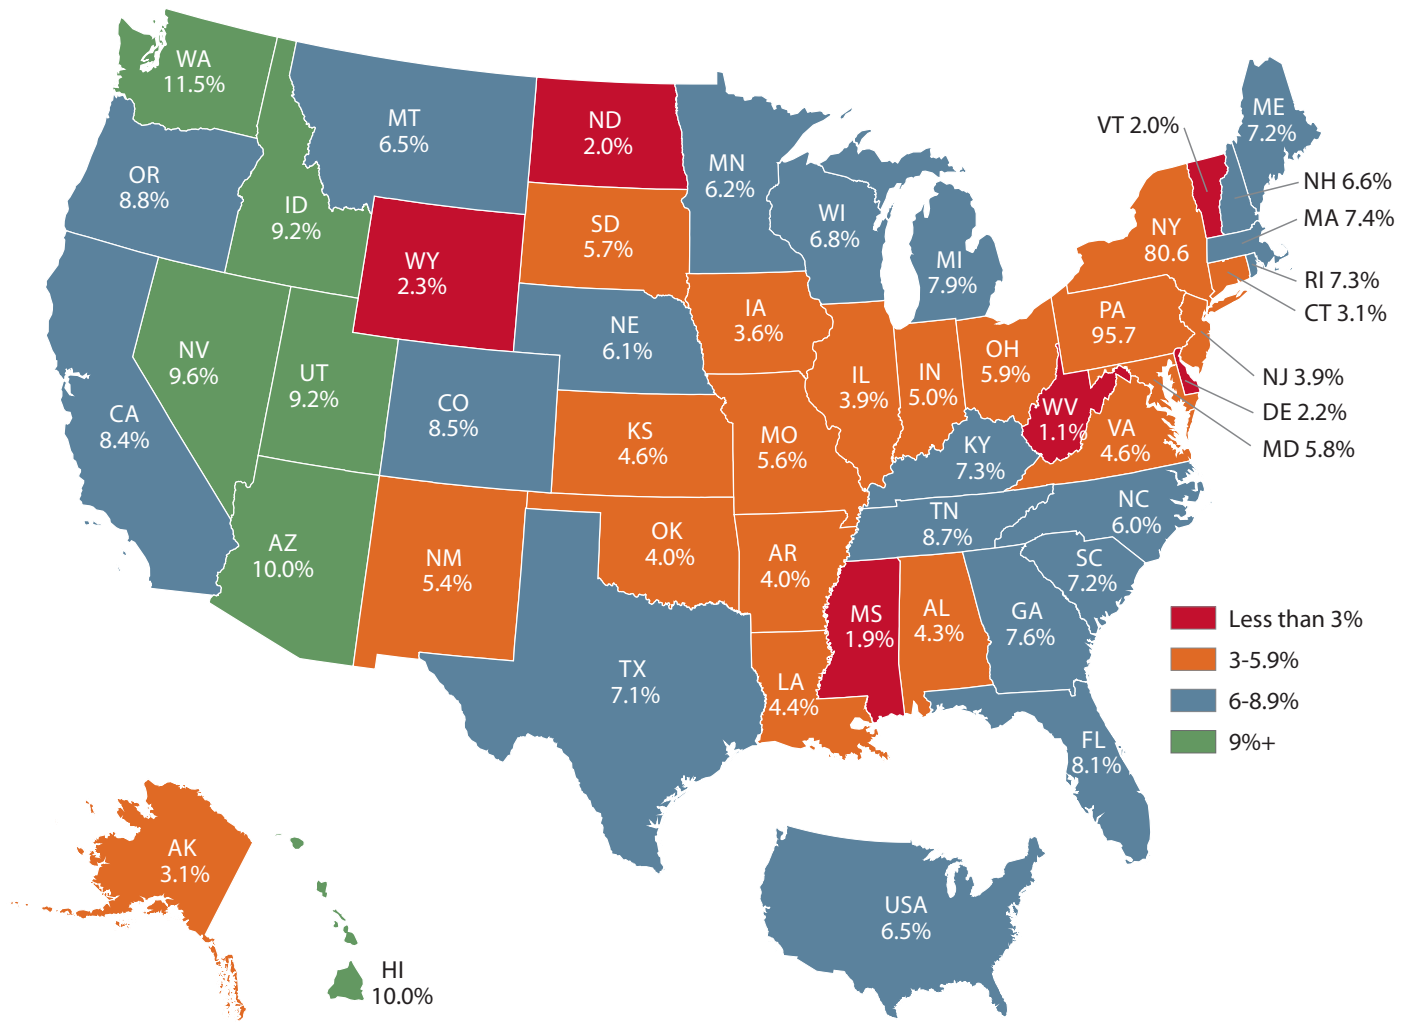 WA
11.5%
MT
6.5%
ND
2.0%
MN
6.2%
VT 2.0%
ME
7.2%
OR
8.8%
ID
9.2%
WY
2.3%
SD
5.7%
WI
6.8%
MI
7.9%
NY
80.6
NH 6.6%
MA 7.4%
RI 7.3%
CT 3.1%
NV
9.6%
UT
9.2%
NE
6.1%
IA
3.6%
PA
95.7
NJ 3.9%
DE 2.2%
MD 5.8%
CA
8.4%
CO
8.5%
KS
4.6%
MO
5.6%
IL
3.9%
IN
5.0%
OH
5.9%
WV
1.1%
VA
4.6%
KY
7.3%
AZ
10.0%
NM
5.4%
OK
4.0%
AR
4.0%
TN
8.7%
NC
6.0%
SC
7.2%
MS
1.9%
AL
4.3%
GA
7.6%
TX
7.1%
LA
4.4%
FL
8.1%
Less than 3%
3-5.9%
6-8.9%
9%+
AK
3.1%
HI
10.0%
USA
6.5%